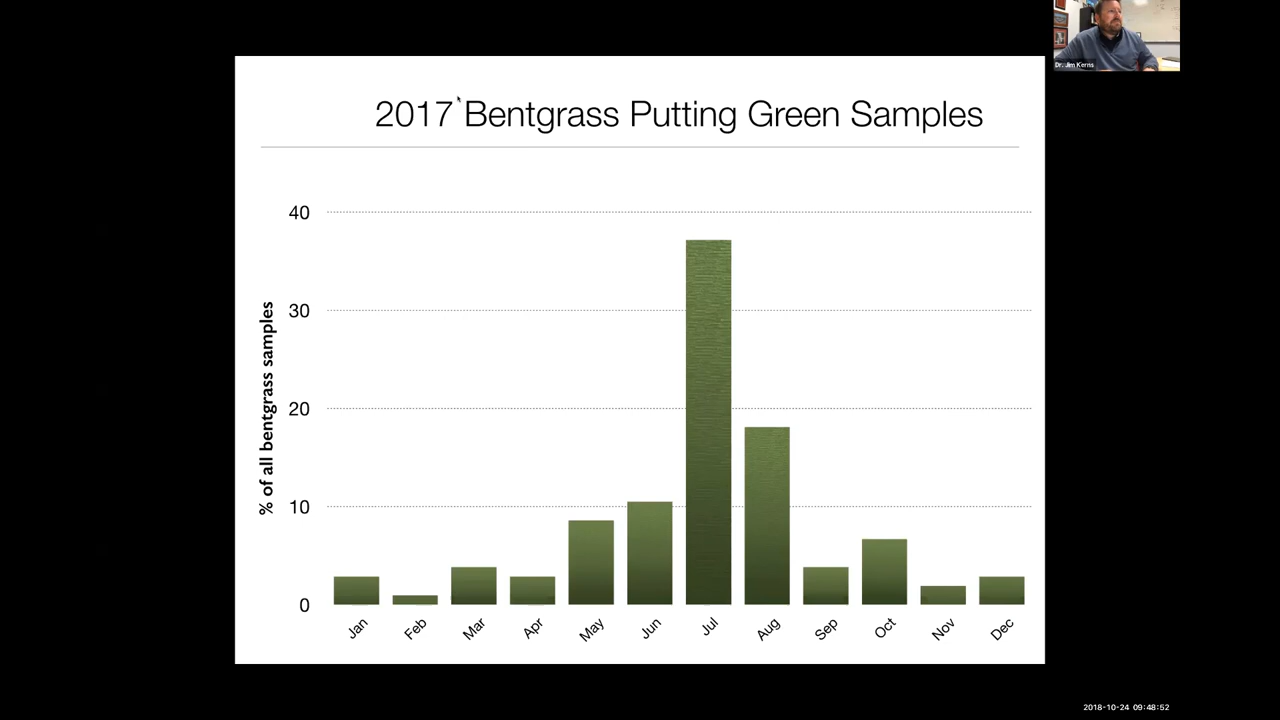 Dr. Jim Kerns
2017 Bentgrass Putting Green Samples
% of all bentgrass samples
40
30
20
10
0
Jan
Feb
Mar
Apr
May
Jun
Jul
Aug
Sep
Oct
Nov
Dec
2018-10-24 09:48:52